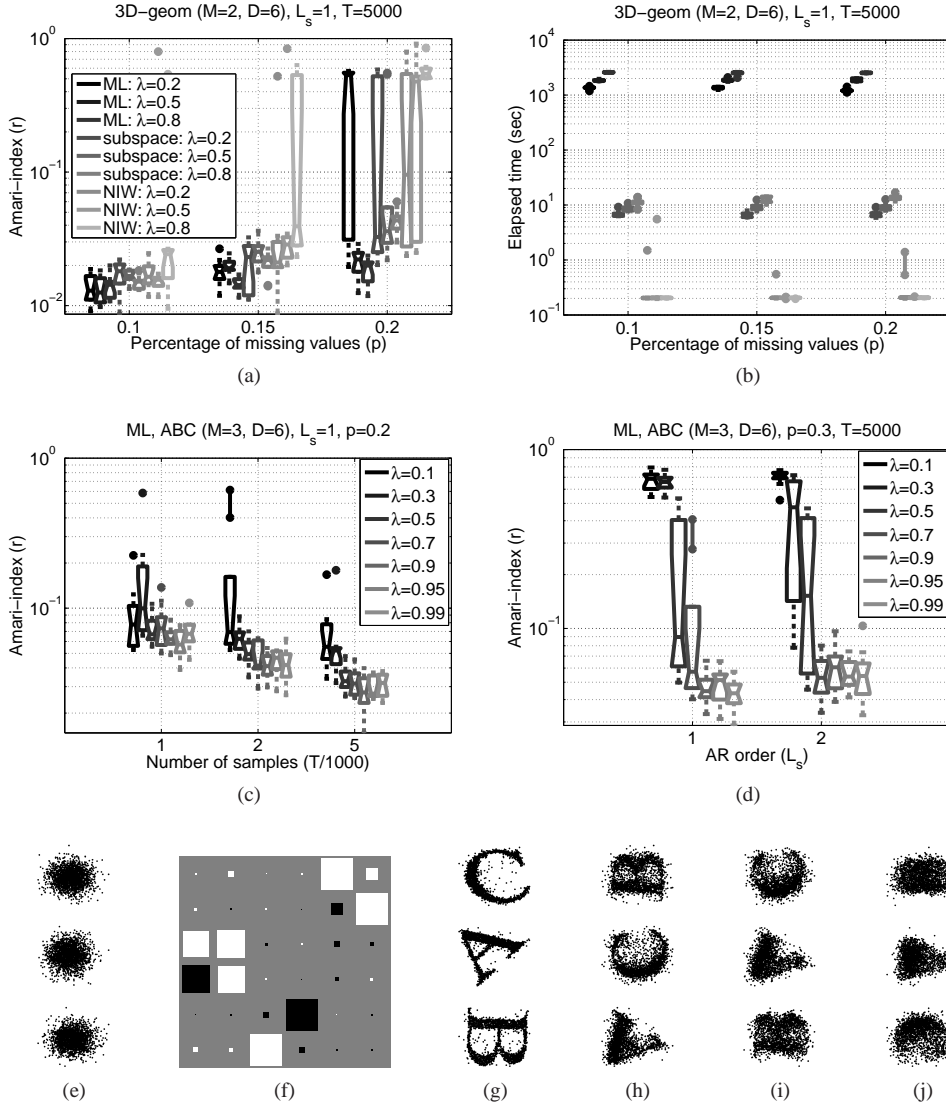 3D-geom (M=2, D=6), L_s=1, T=5000
Amari-index (r)
10^0
10^-1
10^-2
ML: λ=0.2
ML: λ=0.5
ML: λ=0.8
subspace: λ=0.2
subspace: λ=0.5
subspace: λ=0.8
NIW: λ=0.2
NIW: λ=0.5
NIW: λ=0.8
0.1 0.15 0.2
Percentage of missing values (p)
(a)
3D-geom (M=2, D=6), L_s=1, T=5000
Elapsed time (sec)
10^4
10^3
10^2
10^1
10^0
10^-1
0.1 0.15 0.2
Percentage of missing values (p)
(b)
ML, ABC (M=3, D=6), L_s=1, p=0.2
Amari-index (r)
10^0
10^-1
λ=0.1
λ=0.3
λ=0.5
λ=0.7
λ=0.9
λ=0.95
λ=0.99
1 2 5
Number of samples (T/1000)
(c)
ML, ABC (M=3, D=6), p=0.3, T=5000
Amari-index (r)
10^0
10^-1
λ=0.1
λ=0.3
λ=0.5
λ=0.7
λ=0.9
λ=0.95
λ=0.99
1 2
AR order (L_s)
(d)
C
A
B
(e) (f) (g) (h) (i) (j)